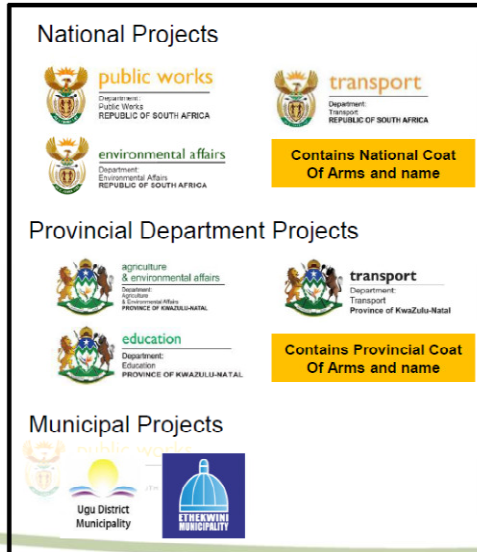 National Projects
public works
Department:
Public Works
REPUBLIC OF SOUTH AFRICA
transport
Department:
Transport
REPUBLIC OF SOUTH AFRICA
environmental affairs
Department:
Environmental Affairs
REPUBLIC OF SOUTH AFRICA
Contains National Coat
Of Arms and name
Provincial Department Projects
agriculture
& environmental affairs
Department:
Agriculture
& Environmental Affairs
PROVINCE OF KWAZULU-NATAL
transport
Department:
Transport
Province of KwaZulu-Natal
education
Department:
Education
PROVINCE OF KWAZULU-NATAL
Contains Provincial Coat
Of Arms and name
Municipal Projects
public works
Ugu District
Municipality
ETHEKWINI
MUNICIPALITY